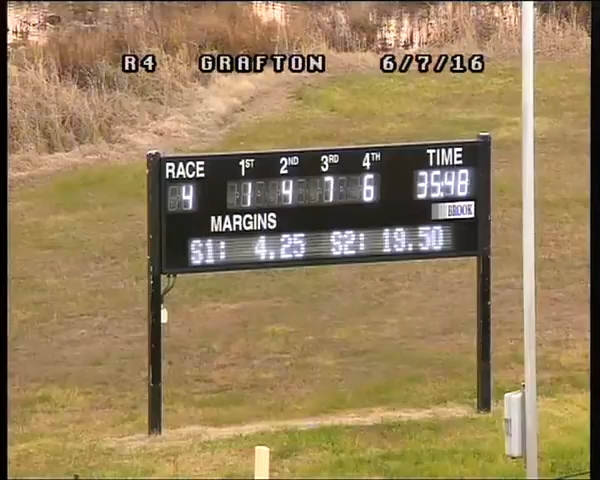 R4 GRAFTON 6/7/16
RACE 1ST 2ND 3RD 4TH TIME
4 1 4 7 6 35:48
BROOK
MARGINS
S1: 4.25 S2: 19.50